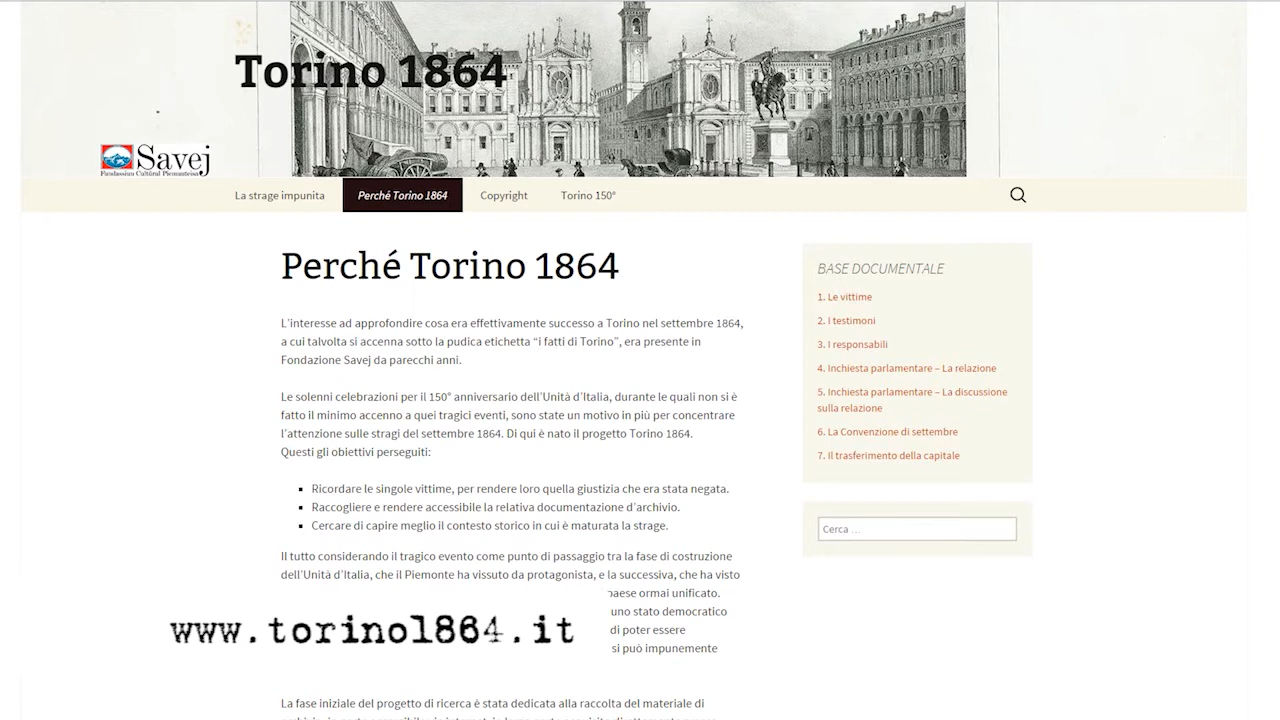 Torino 1864
Savej
Fondassion Cultural Piemontèisa
La strage impunita
Perché Torino 1864
Copyright
Torino 150°
Perché Torino 1864
L'interesse ad approfondire cosa era effettivamente successo a Torino nel settembre 1864,
a cui talvolta si accenna sotto la pudica etichetta “i fatti di Torino”, era presente in
Fondazione Savej da parecchi anni.
Le solenni celebrazioni per il 150° anniversario dell'Unità d'Italia, durante le quali non si è
fatto il minimo accenno a quei tragici eventi, sono state un motivo in più per concentrare
l'attenzione sulle stragi del settembre 1864. Di qui è nato il progetto Torino 1864.
Questi gli obiettivi perseguiti:
Ricordare le singole vittime, per rendere loro quella giustizia che era stata negata.
Raccogliere e rendere accessibile la relativa documentazione d'archivio.
Cercare di capire meglio il contesto storico in cui è maturata la strage.
Il tutto considerando il tragico evento come punto di passaggio tra la fase di costruzione
dell'Unità d'Italia, che il Piemonte ha vissuto da protagonista, e la successiva, che ha visto
paese ormai unificato.
uno stato democratico
di poter essere
si può impunemente
www.torino1864.it
La fase iniziale del progetto di ricerca è stata dedicata alla raccolta del materiale di
BASE DOCUMENTALE
1. Le vittime
2. I testimoni
3. I responsabili
4. Inchiesta parlamentare – La relazione
5. Inchiesta parlamentare – La discussione
sulla relazione
6. La Convenzione di settembre
7. Il trasferimento della capitale
Cerca …